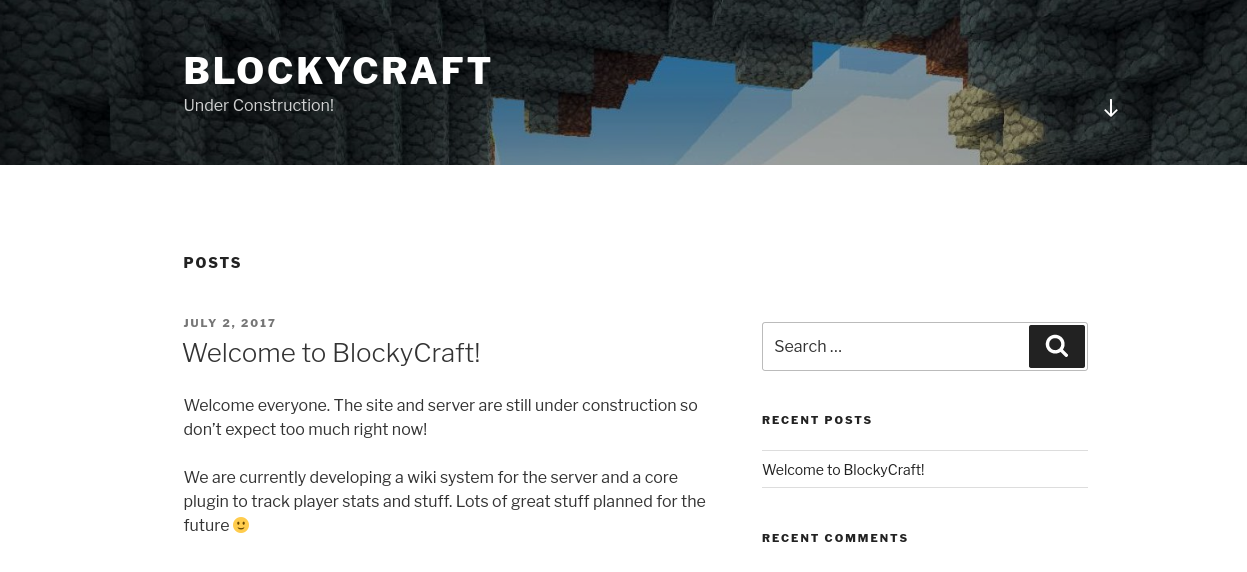 BLOCKYCRAFT
Under Construction!
POSTS
JULY 2, 2017
Welcome to BlockyCraft!
Welcome everyone. The site and server are still under construction so
don’t expect too much right now!
We are currently developing a wiki system for the server and a core
plugin to track player stats and stuff. Lots of great stuff planned for the
future 🙂
Search …
RECENT POSTS
Welcome to BlockyCraft!
RECENT COMMENTS